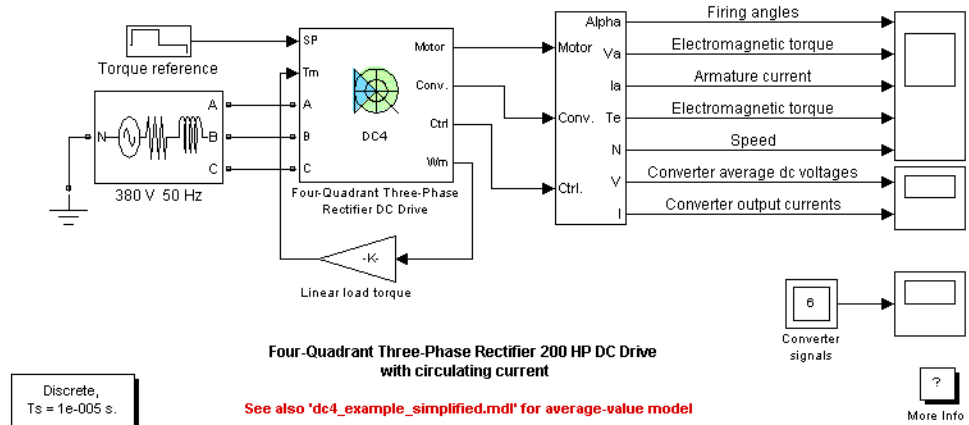 Torque reference
N
A
B
C
380 V 50 Hz
SP
Tm
A
B
C
Motor
Conv.
Ctrl
Wm
DC4
Four-Quadrant Three-Phase
Rectifier DC Drive
-K-
Linear load torque
Motor
Conv.
Ctrl.
Alpha
Va
Ia
Te
N
V
I
Firing angles
Electromagnetic torque
Armature current
Electromagnetic torque
Speed
Converter average dc voltages
Converter output currents
6
Converter
signals
Four-Quadrant Three-Phase Rectifier 200 HP DC Drive
with circulating current
See also 'dc4_example_simplified.mdl' for average-value model
Discrete,
Ts = 1e-005 s.
?
More Info